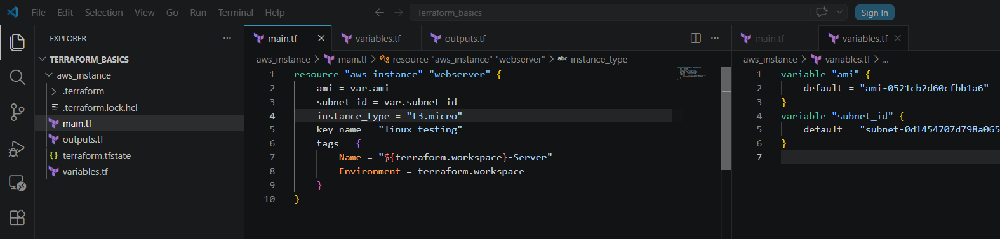 File Edit Selection View Go Run Terminal Help Terraform_basics Sign In
EXPLORER
TERRAFORM_BASICS
aws_instance
.terraform
.terraform.lock.hcl
main.tf
outputs.tf
{} terraform.tfstate
variables.tf
main.tf variables.tf outputs.tf
aws_instance > main.tf > resource "aws_instance" "webserver" > abc instance_type
1 resource "aws_instance" "webserver" {
2 ami = var.ami
3 subnet_id = var.subnet_id
4 instance_type = "t3.micro"
5 key_name = "linux_testing"
6 tags = {
7 Name = "${terraform.workspace}-Server"
8 Environment = terraform.workspace
9 }
10 }
main.tf variables.tf
aws_instance > variables.tf > ...
1 variable "ami" {
2 default = "ami-0521cb2d60cfbb1a6"
3 }
4 variable "subnet_id" {
5 default = "subnet-0d1454707d798a065
6 }
7